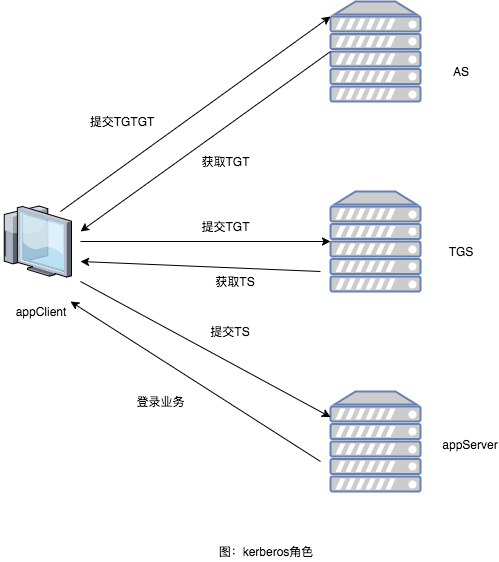 AS
提交TGTGT
获取TGT
提交TGT
TGS
获取TS
appClient
提交TS
登录业务
appServer
图：kerberos角色